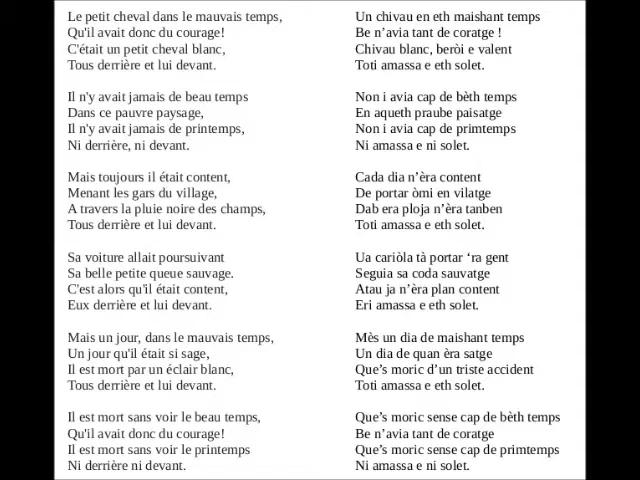 Le petit cheval dans le mauvais temps,
Qu'il avait donc du courage!
C'était un petit cheval blanc,
Tous derrière et lui devant.
Il n'y avait jamais de beau temps
Dans ce pauvre paysage,
Il n'y avait jamais de printemps,
Ni derrière, ni devant.
Mais toujours il était content,
Menant les gars du village,
A travers la pluie noire des champs,
Tous derrière et lui devant.
Sa voiture allait poursuivant
Sa belle petite queue sauvage.
C'est alors qu'il était content,
Eux derrière et lui devant.
Mais un jour, dans le mauvais temps,
Un jour qu'il était si sage,
Il est mort par un éclair blanc,
Tous derrière et lui devant.
Il est mort sans voir le beau temps,
Qu'il avait donc du courage!
Il est mort sans voir le printemps
Ni derrière ni devant.
Un chivau en eth maishant temps
Be n’avia tant de coratge !
Chivau blanc, beròi e valent
Toti amassa e eth solet.
Non i avia cap de bèth temps
En aqueth praube paisatge
Non i avia cap de primtemps
Ni amassa e ni solet.
Cada dia n’èra content
De portar òmi en vilatge
Dab era ploja n’èra tanben
Toti amassa e eth solet.
Ua cariòla tà portar ‘ra gent
Seguia sa coda sauvatge
Atau ja n’èra plan content
Eri amassa e eth solet.
Mès un dia de maishant temps
Un dia de quan èra satge
Que’s moric d’un triste accident
Toti amassa e eth solet.
Que’s moric sense cap de bèth temps
Be n’avia tant de coratge
Que’s moric sense cap de primtemps
Ni amassa e ni solet.